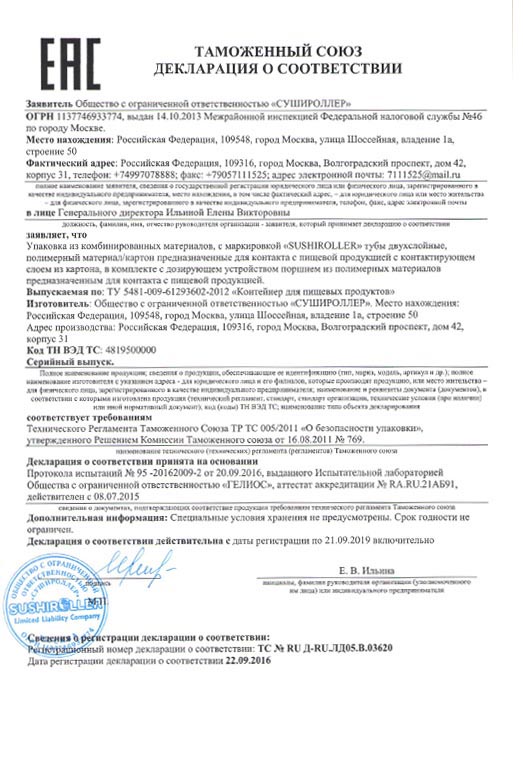 ЕАС
ТАМОЖЕННЫЙ СОЮЗ
ДЕКЛАРАЦИЯ О СООТВЕТСТВИИ
Заявитель Общество с ограниченной ответственностью «СУШИРОЛЛЕР»
ОГРН 1137746933774, выдан 14.10.2013 Межрайонной инспекцией Федеральной налоговой службы №46
по городу Москве.
Место нахождения: Российская Федерация, 109548, город Москва, улица Шоссейная, владение 1а,
строение 50
Фактический адрес: Российская Федерация, 109316, город Москва, Волгоградский проспект, дом 42,
корпус 31, телефон: +74997078888; факс: +79057111525; адрес электронной почты: 7111525@mail.ru
полное наименование заявителя, сведения о государственной регистрации юридического лица или физического лица, зарегистрированного в
качестве индивидуального предпринимателя, место нахождения, в том числе фактический адрес, – для юридического лица или место жительства
– для физического лица, зарегистрированного в качестве индивидуального предпринимателя, телефон, факс, адрес электронной почты
в лице Генерального директора Ильиной Елены Викторовны
должность, фамилия, имя, отчество руководителя организации - заявителя, который принимает декларацию о соответствии
заявляет, что
Упаковка из комбинированных материалов, с маркировкой «SUSHIROLLER» тубы двухслойные,
полимерный материал/картон предназначенные для контакта с пищевой продукцией с контактирующем
слоем из картона, в комплекте с дозирующем устройством поршнем из полимерных материалов
предназначенным для контакта с пищевой продукцией.
Выпускаемая по: ТУ 5481-009-61293602-2012 «Контейнер для пищевых продуктов»
Изготовитель: Общество с ограниченной ответственностью «СУШИРОЛЛЕР». Место нахождения:
Российская Федерация, 109548, город Москва, улица Шоссейная, владение 1а, строение 50
Адрес производства: Российская Федерация, 109316, город Москва, Волгоградский проспект, дом 42,
корпус 31
Код ТН ВЭД ТС: 4819500000
Серийный выпуск.
Полное наименование продукции; сведения о продукции, обеспечивающие ее идентификацию (тип, марка, модель, артикул и др.); полное
наименование изготовителя с указанием адреса - для юридического лица и его филиалов, которые производят продукцию, или место жительства –
для физического лица, зарегистрированного в качестве индивидуального предпринимателя; наименование и реквизиты документа (документов), в
соответствии с которыми изготовлена продукция (технический регламент, стандарт, стандарт организации, технические условия (при наличии)
или иной нормативный документ), код (коды) ТН ВЭД ТС; наименование типа объекта декларирования
соответствует требованиям
Технического Регламента Таможенного Союза ТР ТС 005/2011 «О безопасности упаковки»,
утвержденного Решением Комиссии Таможенного союза от 16.08.2011 № 769.
наименование технического (технических) регламента (регламентов) Таможенного союза
Декларация о соответствии принята на основании
Протокола испытаний № 95 -20162009-2 от 20.09.2016, выданного Испытательной лабораторией
Общества с ограниченной ответственностью «ГЕЛИОС», аттестат аккредитации № RA.RU.21АБ91,
действителен с 08.07.2015
сведения о документах, подтверждающих соответствие продукции требованиям технического регламента Таможенного союза
Дополнительная информация: Специальные условия хранения не предусмотрены. Срок годности не
ограничен.
Декларация о соответствии действительна с даты регистрации по 21.09.2019 включительно
подпись
М.П.
Е. В. Ильина
инициалы, фамилия руководителя организации (уполномоченного
им лица) или индивидуального предпринимателя
ОБЩЕСТВО С ОГРАНИЧЕННОЙ
ОТВЕТСТВЕННОСТЬЮ
«СУШИРОЛЛЕР»
SUSHIROLLER
Limited Liability Company
Сведения о регистрации декларации о соответствии:
Регистрационный номер декларации о соответствии: ТС № RU Д-RU.ЛД05.В.03620
Дата регистрации декларации о соответствии 22.09.2016